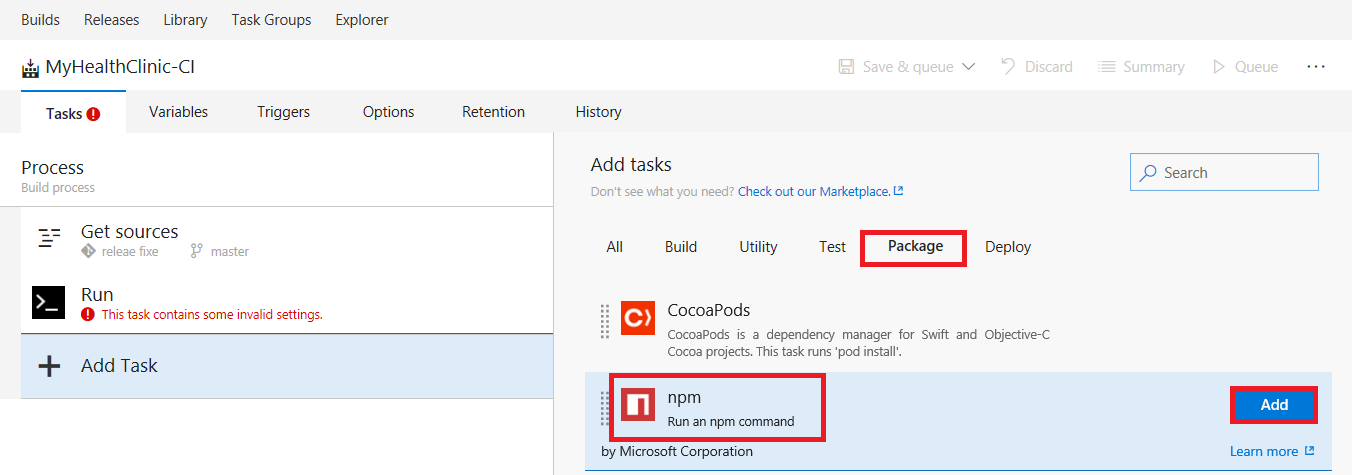 Builds Releases Library Task Groups Explorer
MyHealthClinic-CI
Save & queue Discard Summary Queue ...
Tasks Variables Triggers Options Retention History
Process
Build process
Get sources
releae fixe master
Run
This task contains some invalid settings.
Add Task
Add tasks
Don't see what you need? Check out our Marketplace.
Search
All Build Utility Test Package Deploy
CocoaPods
CocoaPods is a dependency manager for Swift and Objective-C
Cocoa projects. This task runs 'pod install'.
npm
Run an npm command
Add
by Microsoft Corporation
Learn more